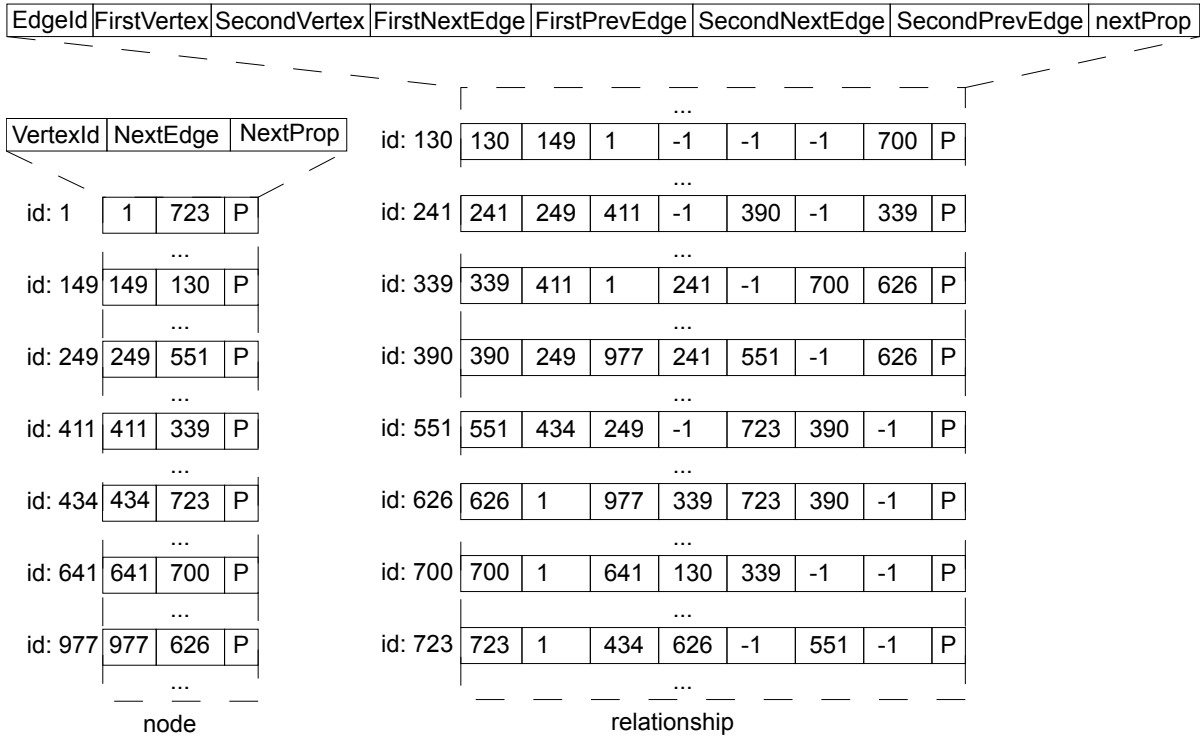 EdgeId FirstVertex SecondVertex FirstNextEdge FirstPrevEdge SecondNextEdge SecondPrevEdge nextProp
VertexId NextEdge NextProp
...
id: 130 130 149 1 -1 -1 -1 700 P
...
id: 1 1 723 P
id: 241 241 249 411 -1 390 -1 339 P
... ...
id: 149 149 130 P
id: 339 339 411 1 241 -1 700 626 P
... ...
id: 249 249 551 P
id: 390 390 249 977 241 551 -1 626 P
... ...
id: 411 411 339 P
id: 551 551 434 249 -1 723 390 -1 P
... ...
id: 434 434 723 P
id: 626 626 1 977 339 723 390 -1 P
... ...
id: 641 641 700 P
id: 700 700 1 641 130 339 -1 -1 P
... ...
id: 977 977 626 P
id: 723 723 1 434 626 -1 551 -1 P
... ...
node
relationship